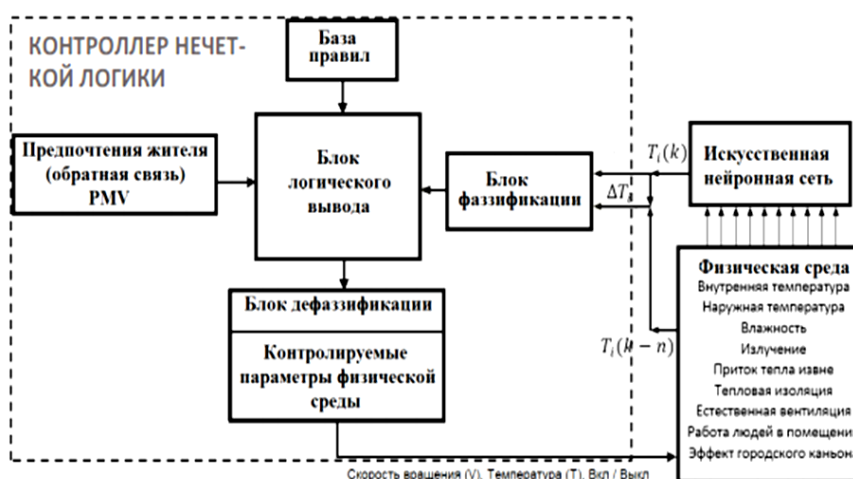 КОНТРОЛЛЕР НЕЧЕТ-
КОЙ ЛОГИКИ
База
правил
Предпочтения жителя
(обратная связь)
PMV
Блок
логического
вывода
Блок
фаззификации
T_i(k)
ΔT_i
T_i(k − n)
Искусственная
нейронная сеть
Физическая среда
Внутренняя температура
Наружная температура
Влажность
Излучение
Приток тепла извне
Тепловая изоляция
Естественная вентиляция
Работа людей в помещени
Эффект городского каньона
Блок дефаззификации
Контролируемые
параметры физической
среды
Скорость вращения (V), Температура (T), Вкл / Выкл